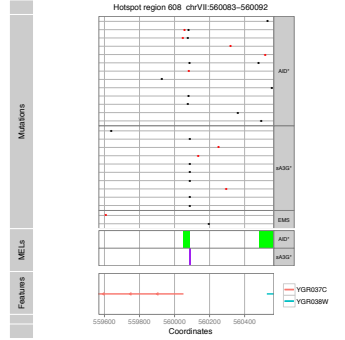 Hotspot region 608 chrVII:560083−560092
Mutations
AID*
sA3G*
EMS
MELs
AID*
sA3G*
Features
YGR037C
YGR038W
559600 559800 560000 560200 560400
Coordinates